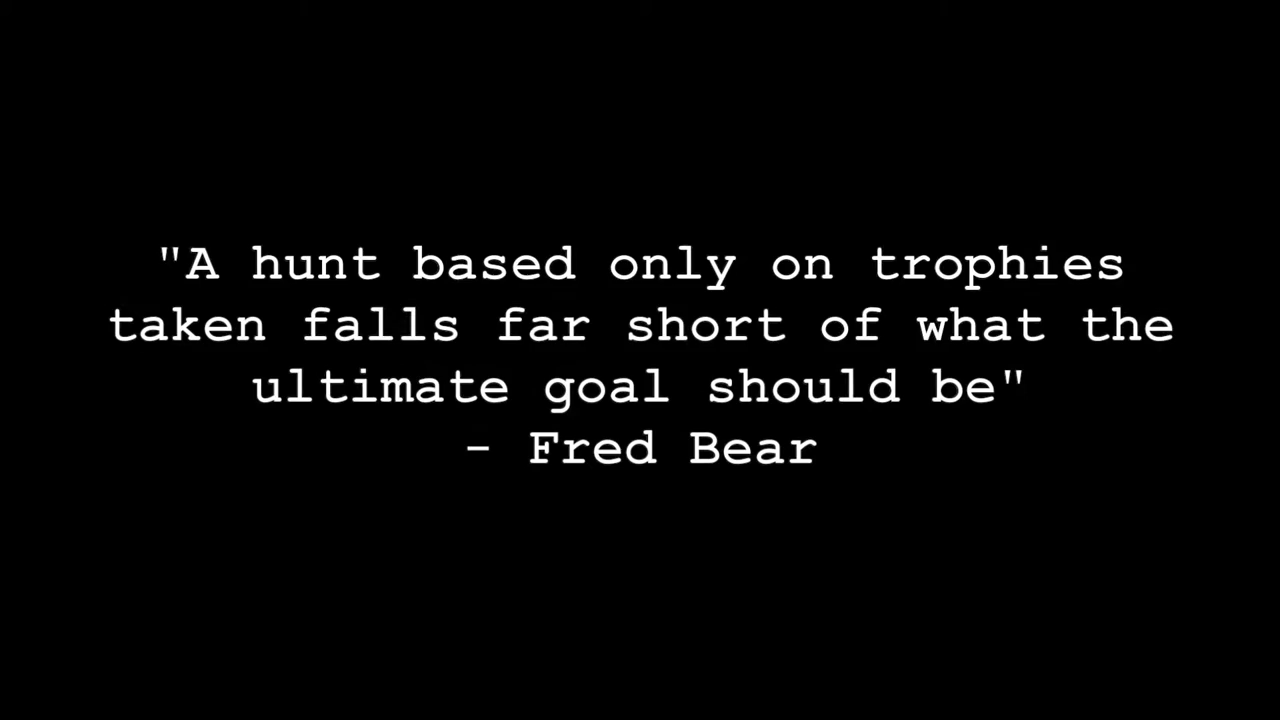 "A hunt based only on trophies
taken falls far short of what the
ultimate goal should be"
- Fred Bear